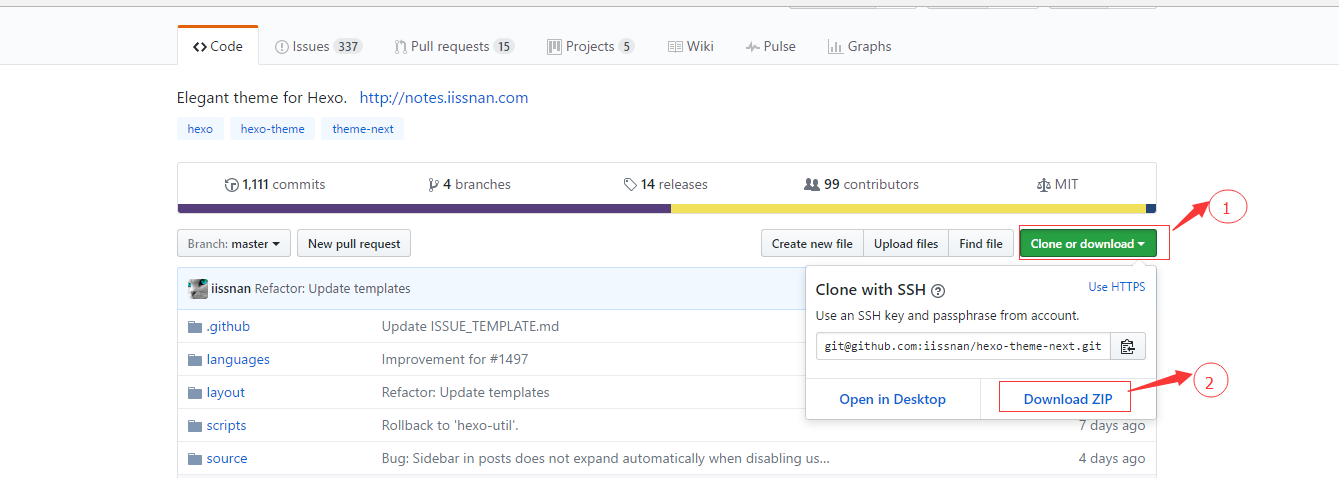 Code Issues 337 Pull requests 15 Projects 5 Wiki Pulse Graphs
Elegant theme for Hexo. http://notes.iissnan.com
hexo hexo-theme theme-next
1,111 commits 4 branches 14 releases 99 contributors MIT
1
Branch: master New pull request Create new file Upload files Find file Clone or download
iissnan Refactor: Update templates
Clone with SSH Use HTTPS
Use an SSH key and passphrase from account.
git@github.com:iissnan/hexo-theme-next.git
Open in Desktop Download ZIP
2
.github Update ISSUE_TEMPLATE.md
languages Improvement for #1497
layout Refactor: Update templates
scripts Rollback to 'hexo-util'. 7 days ago
source Bug: Sidebar in posts does not expand automatically when disabling us... 4 days ago